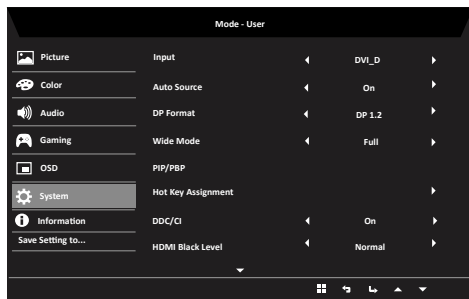 Mode - User
Picture
Color
Audio
Gaming
OSD
System
Information
Save Setting to...
Input DVI_D
Auto Source On
DP Format DP 1.2
Wide Mode Full
PIP/PBP
Hot Key Assignment
DDC/CI On
HDMI Black Level Normal